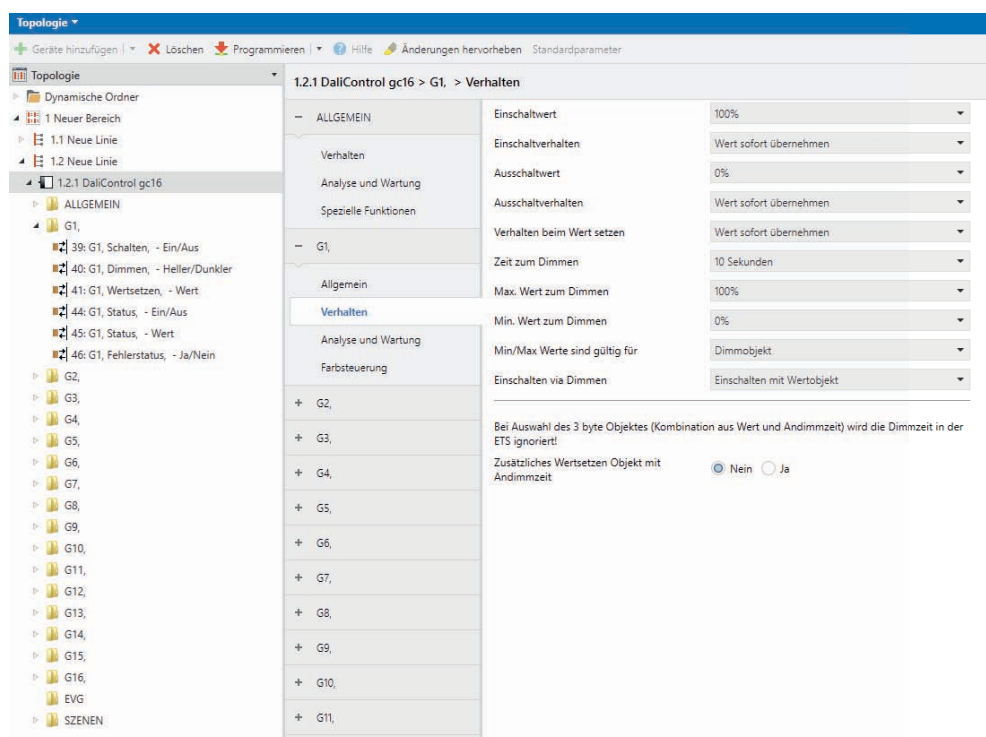 Topologie
Geräte hinzufügen Löschen Programmieren Hilfe Änderungen hervorheben Standardparameter
Topologie
Dynamische Ordner
1 Neuer Bereich
1.1 Neue Linie
1.2 Neue Linie
1.2.1 DaliControl gc16
ALLGEMEIN
G1,
39: G1, Schalten, - Ein/Aus
40: G1, Dimmen, - Heller/Dunkler
41: G1, Wertsetzen, - Wert
44: G1, Status, - Ein/Aus
45: G1, Status, - Wert
46: G1, Fehlerstatus, - Ja/Nein
G2,
G3,
G4,
G5,
G6,
G7,
G8,
G9,
G10,
G11,
G12,
G13,
G14,
G15,
G16,
EVG
SZENEN
1.2.1 DaliControl gc16 > G1, > Verhalten
ALLGEMEIN
Verhalten
Analyse und Wartung
Spezielle Funktionen
G1,
Allgemein
Verhalten
Analyse und Wartung
Farbsteuerung
G2,
G3,
G4,
G5,
G6,
G7,
G8,
G9,
G10,
G11,
Einschaltwert 100%
Einschaltverhalten Wert sofort übernehmen
Ausschaltwert 0%
Ausschaltverhalten Wert sofort übernehmen
Verhalten beim Wert setzen Wert sofort übernehmen
Zeit zum Dimmen 10 Sekunden
Max. Wert zum Dimmen 100%
Min. Wert zum Dimmen 0%
Min/Max Werte sind gültig für Dimmobjekt
Einschalten via Dimmen Einschalten mit Wertobjekt
Bei Auswahl des 3 byte Objektes (Kombination aus Wert und Andimmzeit) wird die Dimmzeit in der
ETS ignoriert!
Zusätzliches Wertsetzen Objekt mit
Andimmzeit
Nein Ja